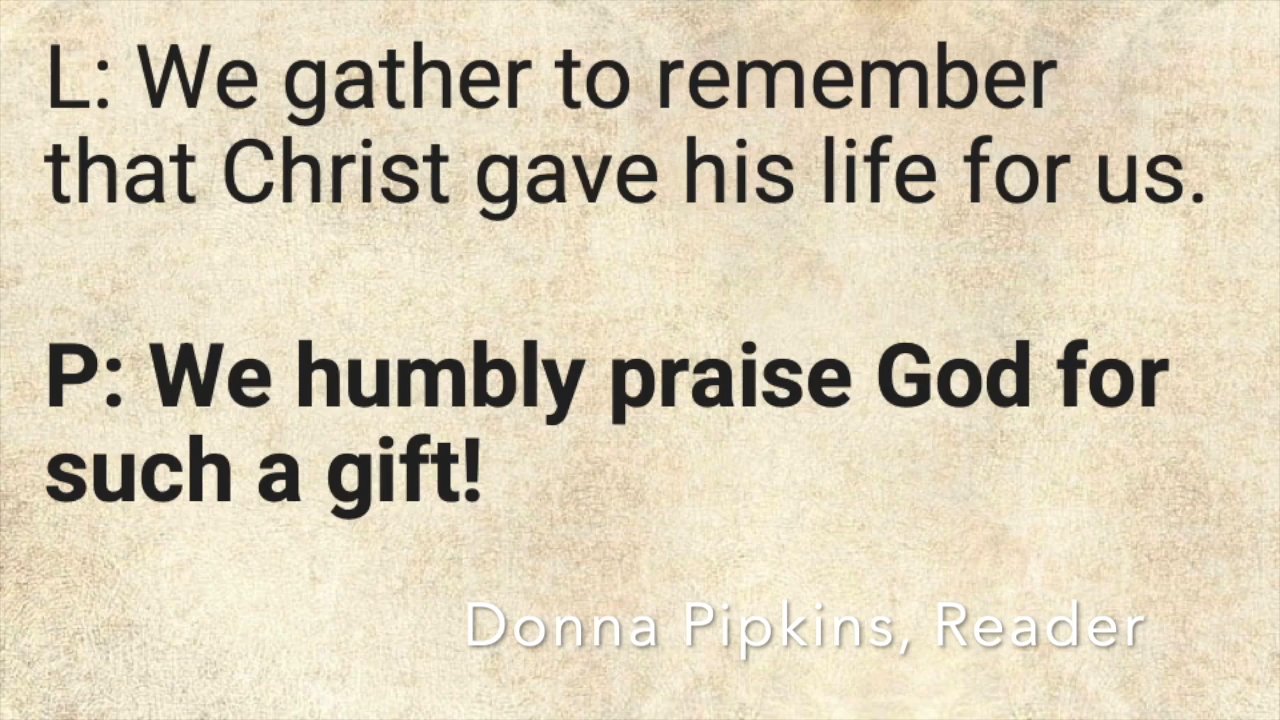 L: We gather to remember
that Christ gave his life for us.
P: We humbly praise God for
such a gift!
Donna Pipkins, Reader